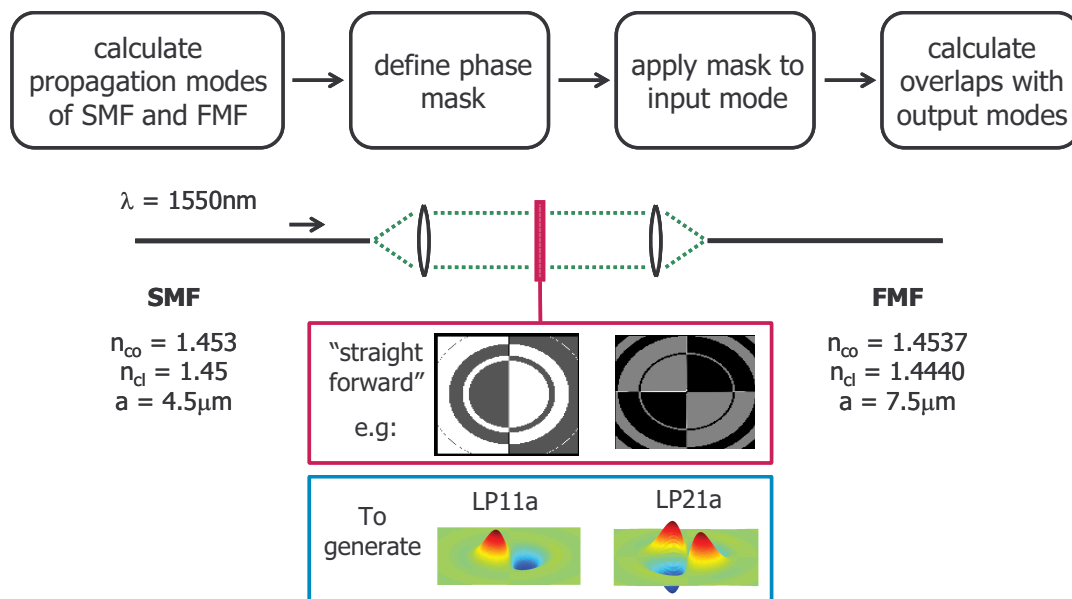 calculate
propagation modes
of SMF and FMF
define phase
mask
apply mask to
input mode
calculate
overlaps with
output modes
λ = 1550nm
SMF
n_co = 1.453
n_cl = 1.45
a = 4.5μm
FMF
n_co = 1.4537
n_cl = 1.4440
a = 7.5μm
“straight
forward”
e.g:
To
generate
LP11a
LP21a